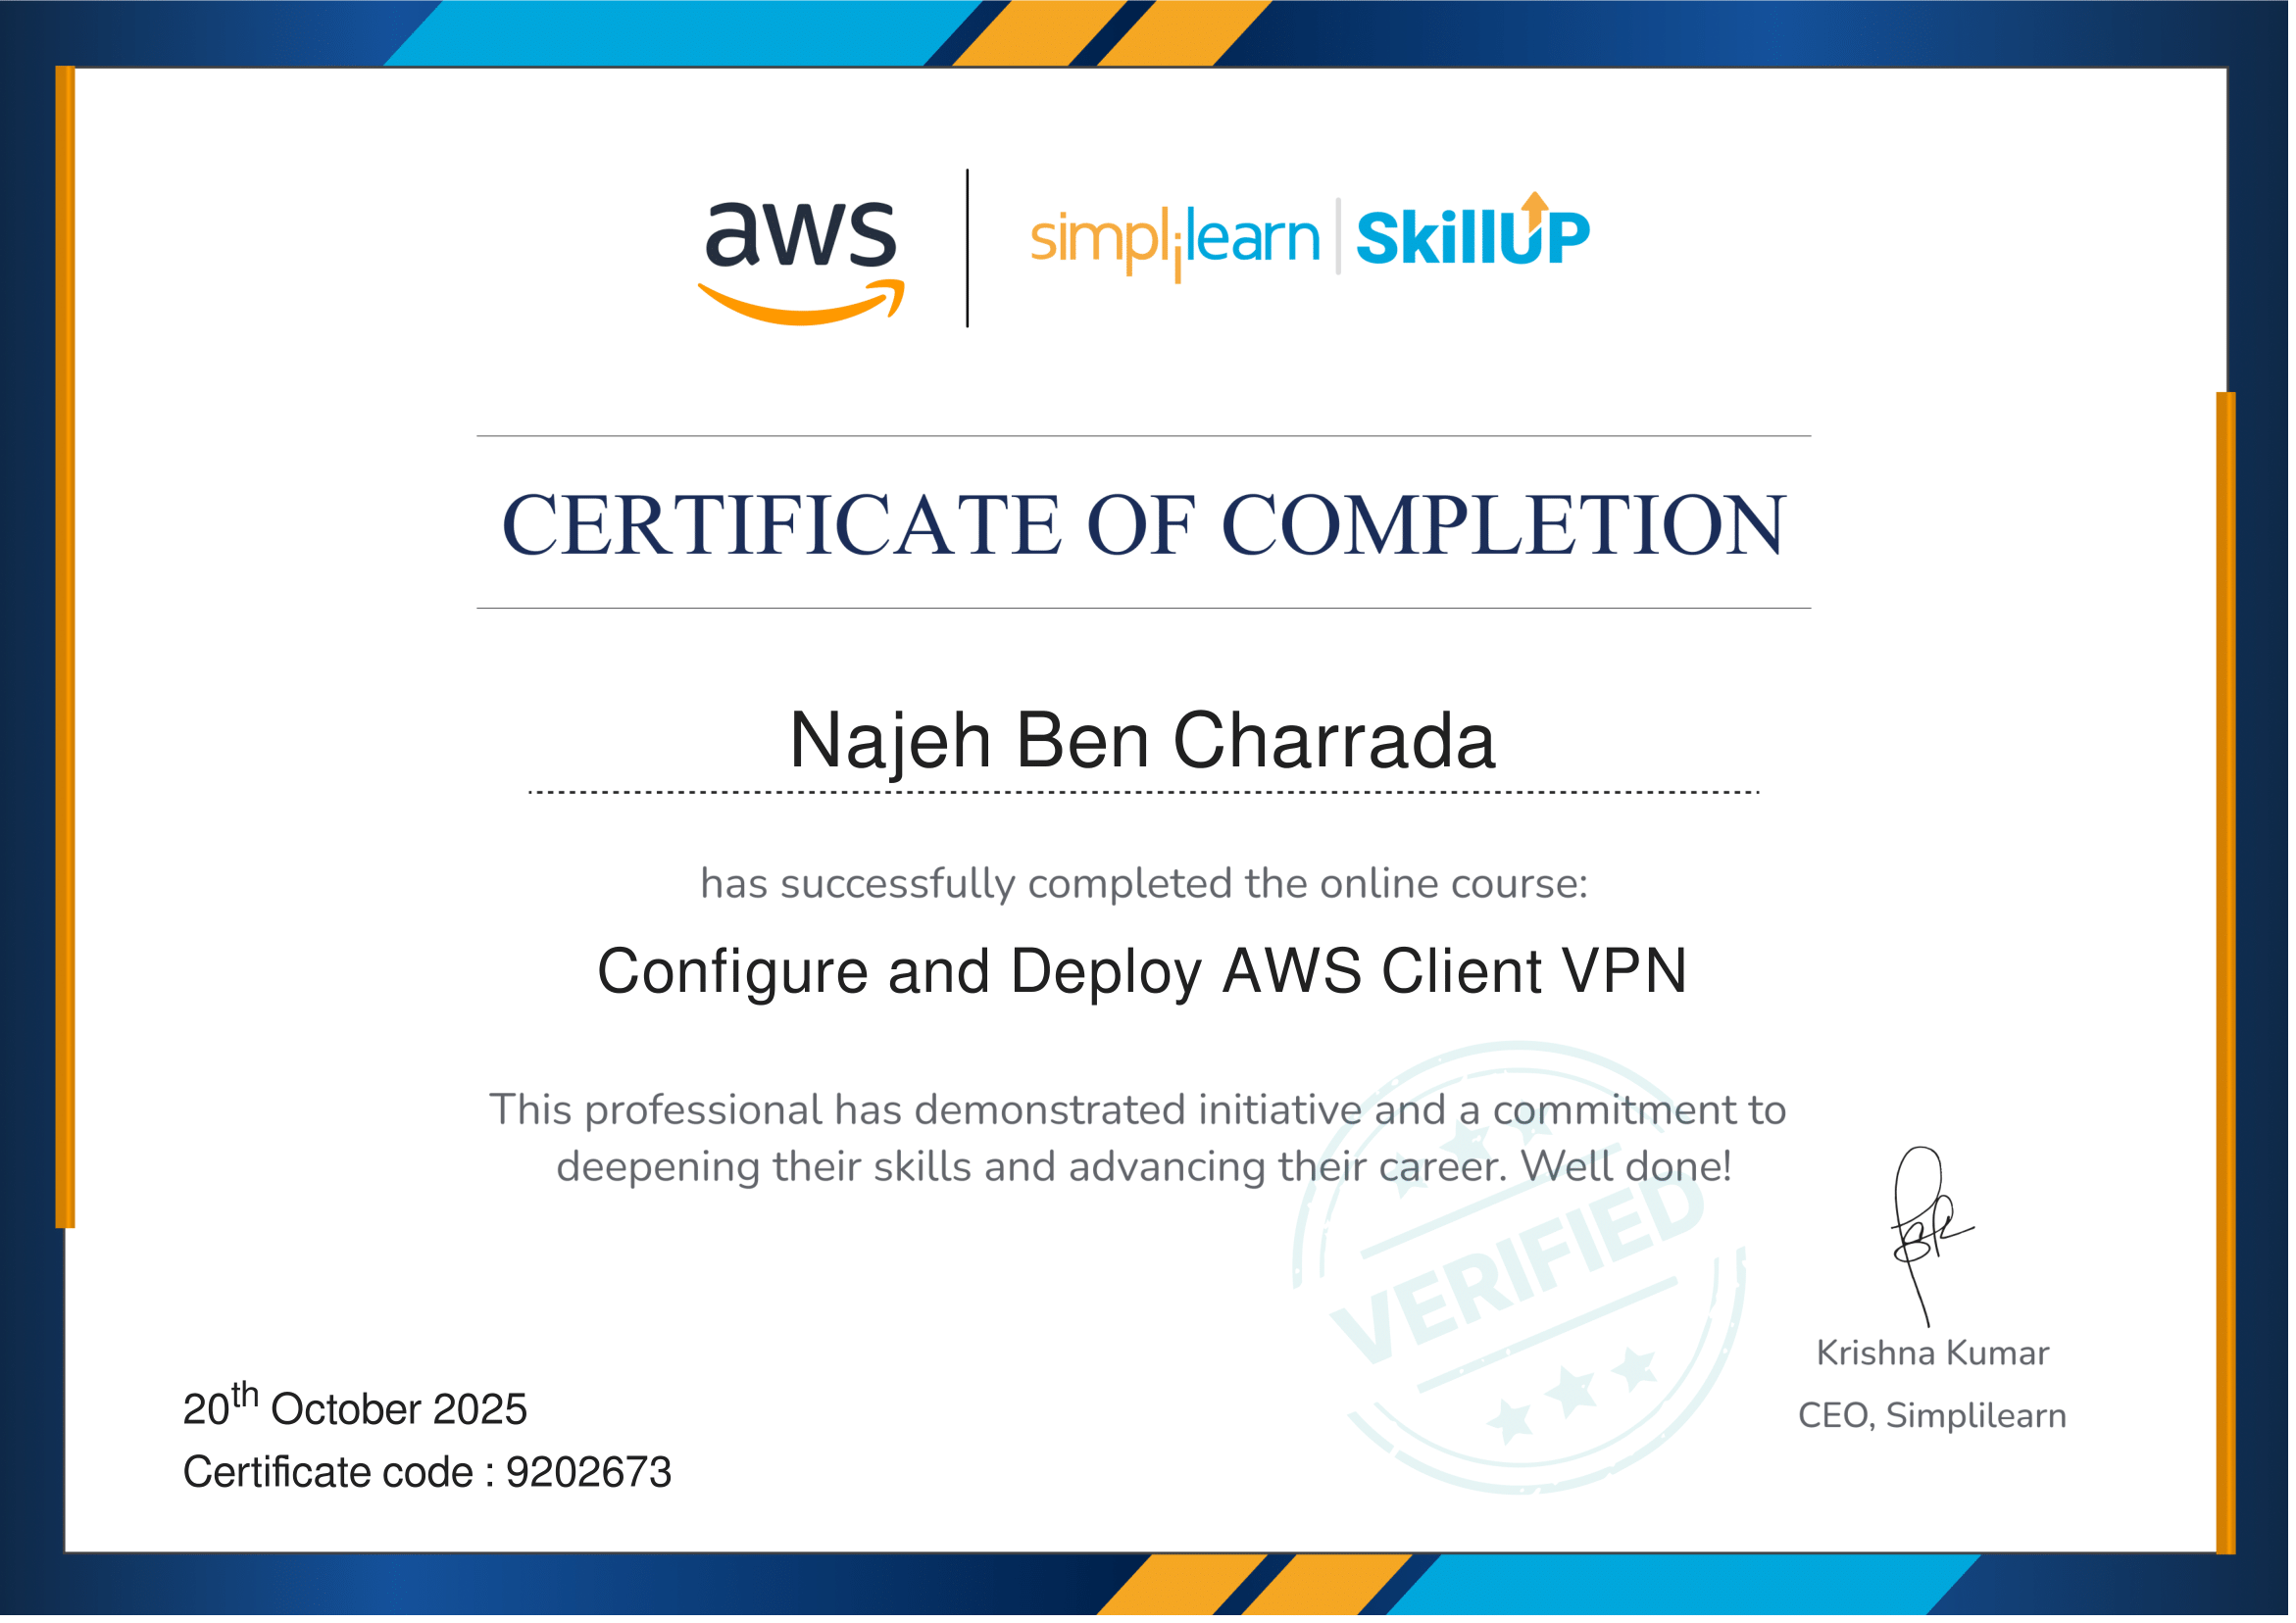 aws
simplilearn | SkillUP
CERTIFICATE OF COMPLETION
Najeh Ben Charrada
has successfully completed the online course:
Configure and Deploy AWS Client VPN
This professional has demonstrated initiative and a commitment to
deepening their skills and advancing their career. Well done!
VERIFIED
Krishna Kumar
CEO, Simplilearn
20th October 2025
Certificate code : 9202673